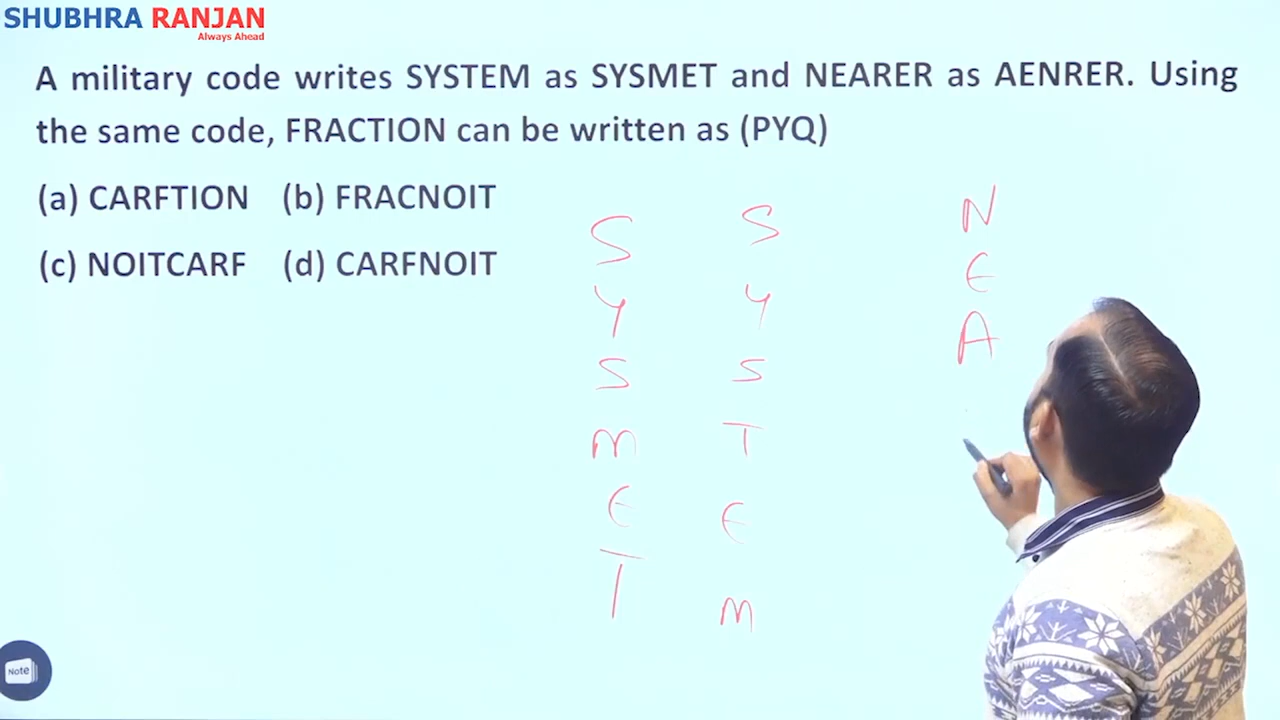 SHUBHRA RANJAN
Always Ahead
A military code writes SYSTEM as SYSMET and NEARER as AENRER. Using
the same code, FRACTION can be written as (PYQ)
(a) CARFTION (b) FRACNOIT
(c) NOITCARF (d) CARFNOIT
S S N
Y Y E
S S A
M T
E E
T M
Note